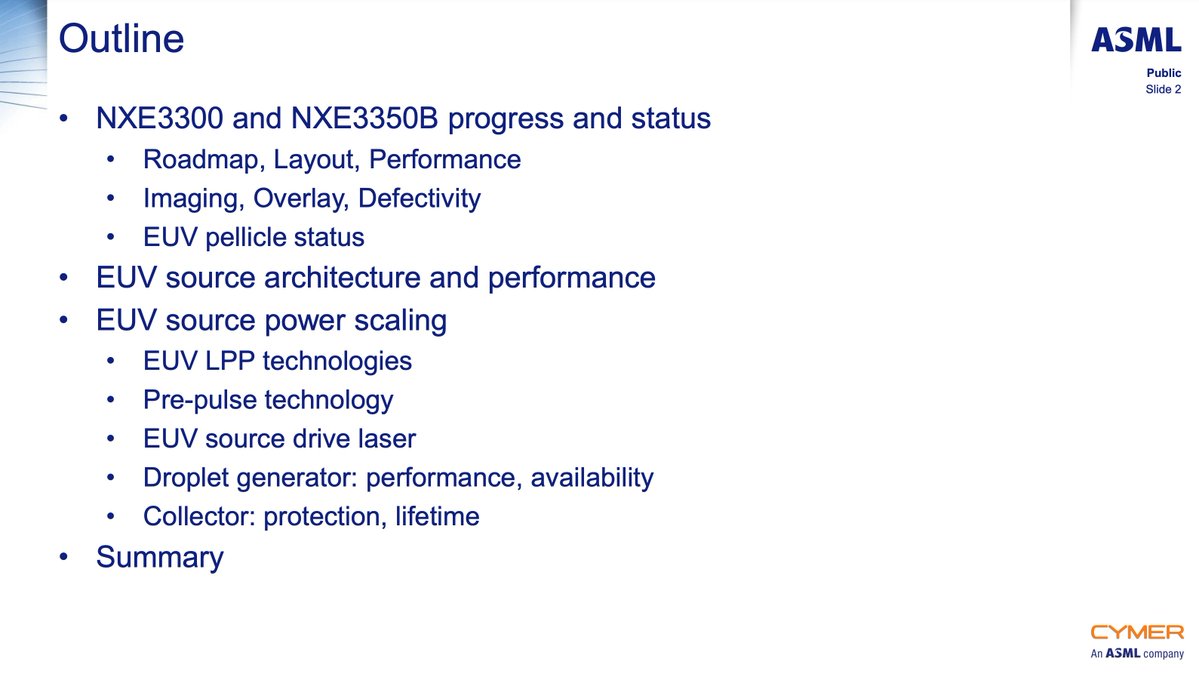 Outline
ASML
Public
Slide 2
• NXE3300 and NXE3350B progress and status
• Roadmap, Layout, Performance
• Imaging, Overlay, Defectivity
• EUV pellicle status
• EUV source architecture and performance
• EUV source power scaling
• EUV LPP technologies
• Pre-pulse technology
• EUV source drive laser
• Droplet generator: performance, availability
• Collector: protection, lifetime
• Summary
CYMER
An ASML company